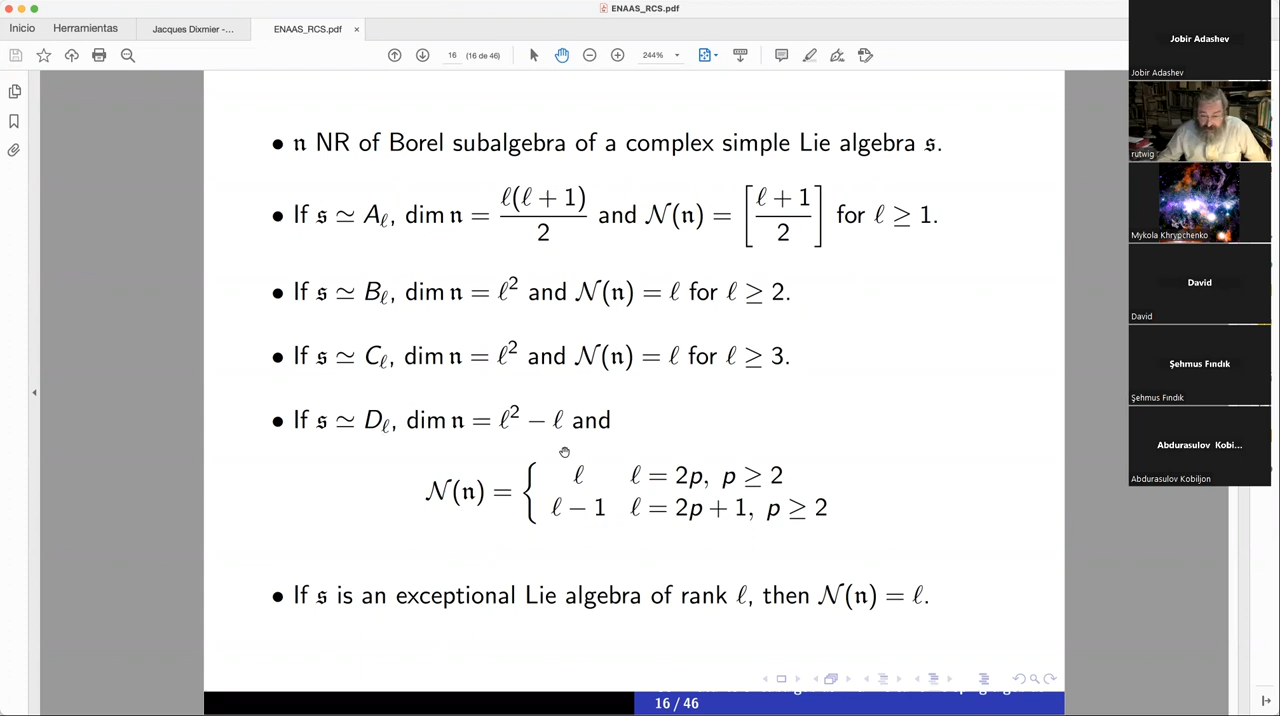 ENAAS_RCS.pdf
Inicio Herramientas Jacques Dixmier -... ENAAS_RCS.pdf ×
16 (16 de 46) 244%
• 𝔫 NR of Borel subalgebra of a complex simple Lie algebra 𝔰.
• If 𝔰 ≃ A_ℓ, dim 𝔫 = ℓ(ℓ + 1)/2 and 𝒩(𝔫) = [(ℓ + 1)/2] for ℓ ≥ 1.
• If 𝔰 ≃ B_ℓ, dim 𝔫 = ℓ² and 𝒩(𝔫) = ℓ for ℓ ≥ 2.
• If 𝔰 ≃ C_ℓ, dim 𝔫 = ℓ² and 𝒩(𝔫) = ℓ for ℓ ≥ 3.
• If 𝔰 ≃ D_ℓ, dim 𝔫 = ℓ² − ℓ and
𝒩(𝔫) = { ℓ ℓ = 2p, p ≥ 2
ℓ − 1 ℓ = 2p + 1, p ≥ 2
• If 𝔰 is an exceptional Lie algebra of rank ℓ, then 𝒩(𝔫) = ℓ.
16 / 46
Jobir Adashev
Jobir Adashev
rutwig
Mykola Khrypchenko
David
David
Şehmus Fındık
Şehmus Fındık
Abdurasulov Kobi...
Abdurasulov Kobiljon